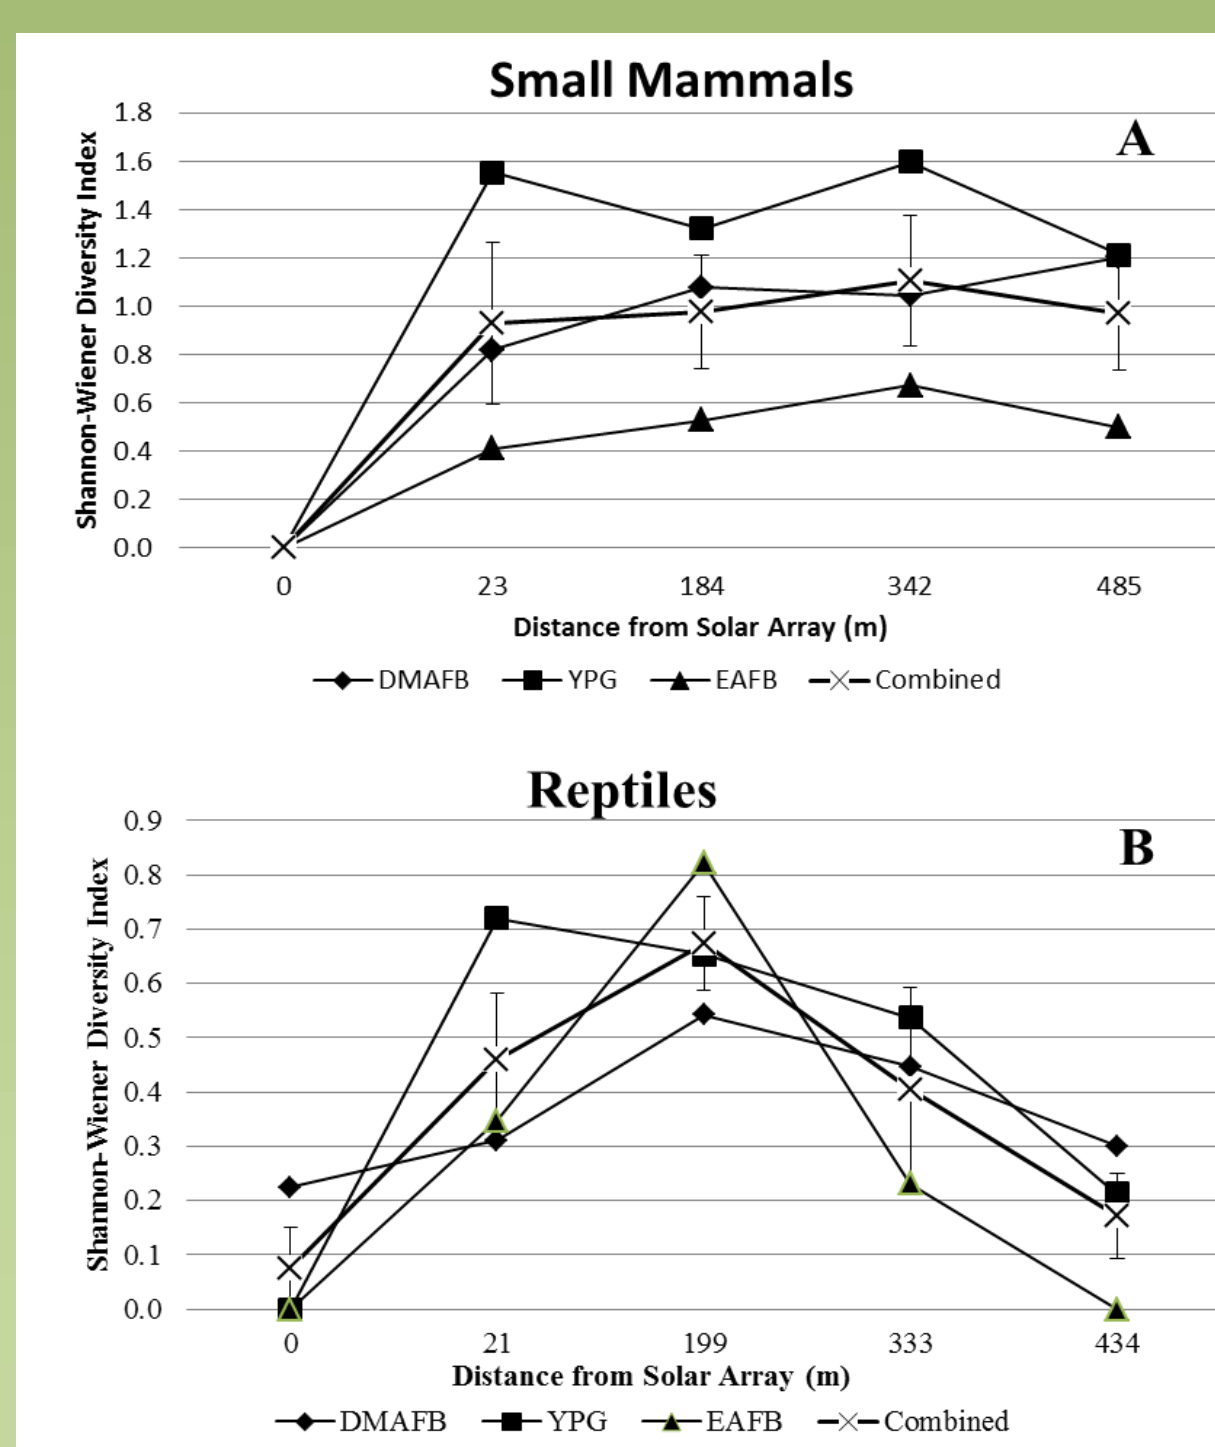 Small Mammals
A
Shannon-Wiener Diversity Index
1.8
1.6
1.4
1.2
1.0
0.8
0.6
0.4
0.2
0.0
0 23 184 342 485
Distance from Solar Array (m)
DMAFB YPG EAFB Combined
Reptiles
B
Shannon-Wiener Diversity Index
0.9
0.8
0.7
0.6
0.5
0.4
0.3
0.2
0.1
0.0
0 21 199 333 434
Distance from Solar Array (m)
DMAFB YPG EAFB Combined